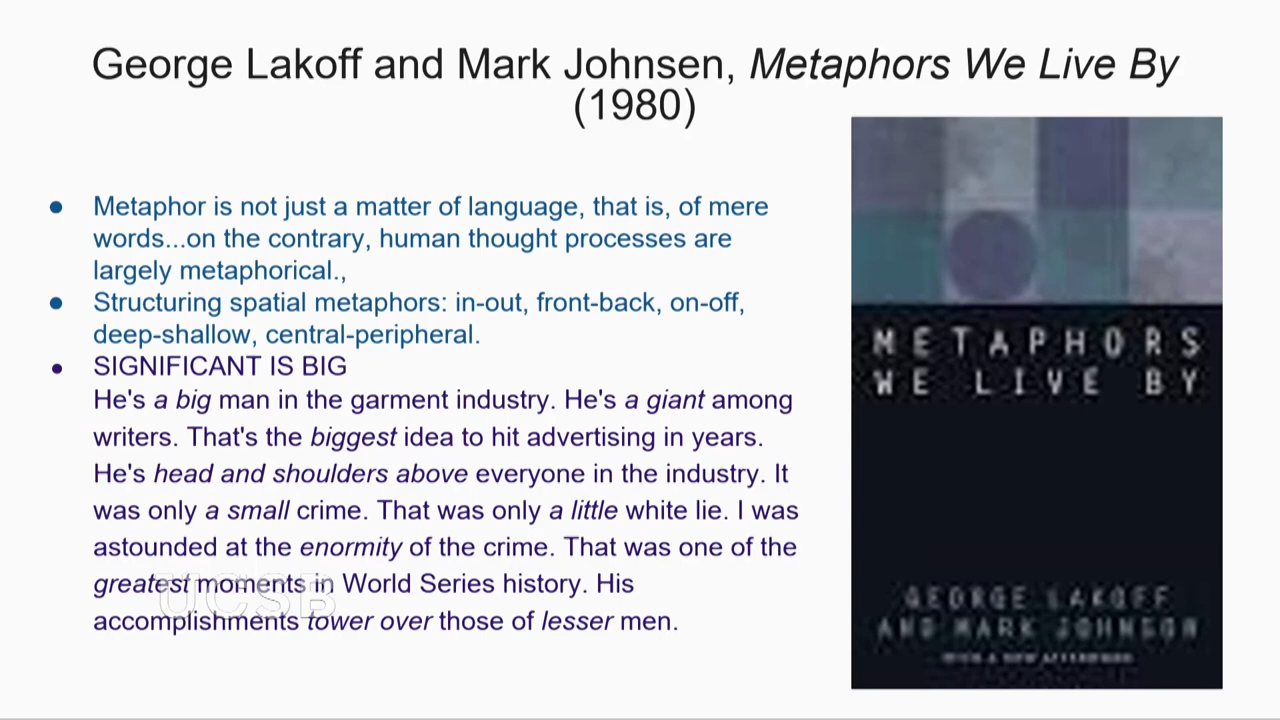 George Lakoff and Mark Johnsen, Metaphors We Live By
(1980)
● Metaphor is not just a matter of language, that is, of mere
words...on the contrary, human thought processes are
largely metaphorical.,
● Structuring spatial metaphors: in-out, front-back, on-off,
deep-shallow, central-peripheral.
● SIGNIFICANT IS BIG
He's a big man in the garment industry. He's a giant among
writers. That's the biggest idea to hit advertising in years.
He's head and shoulders above everyone in the industry. It
was only a small crime. That was only a little white lie. I was
astounded at the enormity of the crime. That was one of the
greatest moments in World Series history. His
accomplishments tower over those of lesser men.
UCSB
METAPHORS
WE LIVE BY
GEORGE LAKOFF
AND MARK JOHNSON
WITH A NEW AFTERWORD